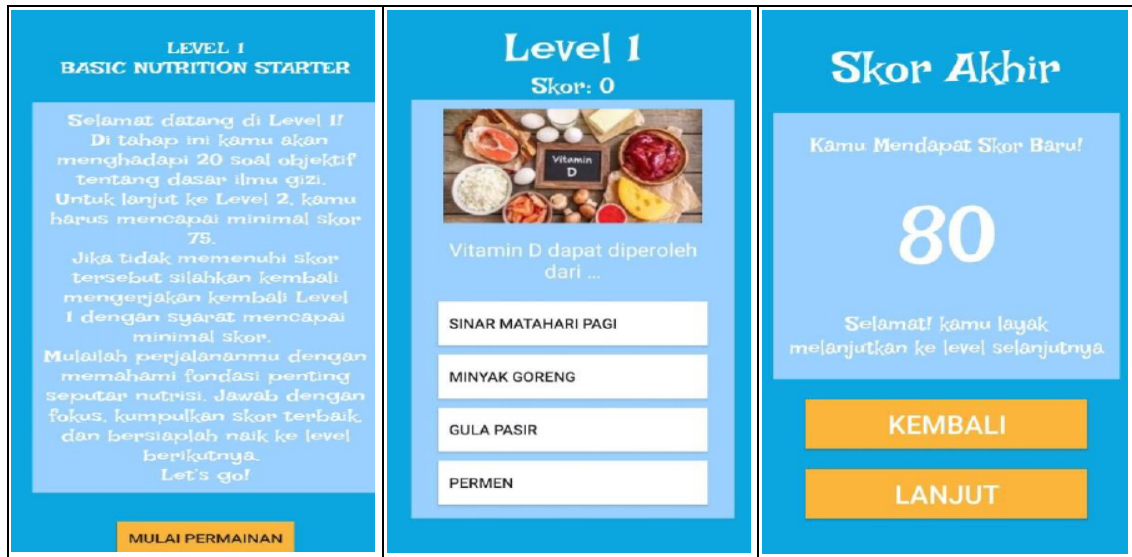 LEVEL 1
BASIC NUTRITION STARTER
Selamat datang di Level 1!
Di tahap ini kamu akan
menghadapi 20 soal objektif
tentang dasar ilmu gizi.
Untuk lanjut ke Level 2, kamu
harus mencapai minimal skor
75.
Jika tidak memenuhi skor
tersebut silahkan kembali
mengerjakan kembali Level
1 dengan syarat mencapai
minimal skor.
Mulailah perjalananmu dengan
memahami fondasi penting
seputar nutrisi. Jawab dengan
fokus, kumpulkan skor terbaik,
dan bersiaplah naik ke level
berikutnya.
Let's go!
MULAI PERMAINAN
Level 1
Skor: 0
Vitamin
D
Vitamin D dapat diperoleh
dari ...
SINAR MATAHARI PAGI
MINYAK GORENG
GULA PASIR
PERMEN
Skor Akhir
Kamu Mendapat Skor Baru!
80
Selamat! kamu layak
melanjutkan ke level selanjutnya
KEMBALI
LANJUT